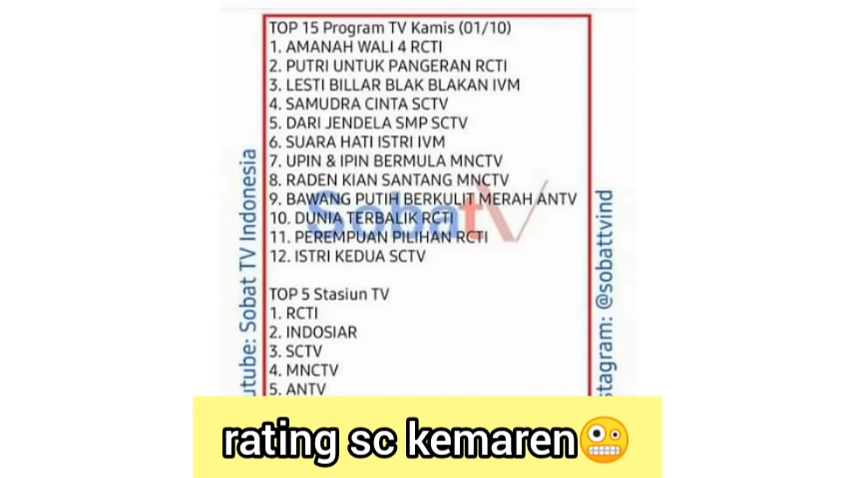 TOP 15 Program TV Kamis (01/10)
1. AMANAH WALI 4 RCTI
2. PUTRI UNTUK PANGERAN RCTI
3. LESTI BILLAR BLAK BLAKAN IVM
4. SAMUDRA CINTA SCTV
5. DARI JENDELA SMP SCTV
6. SUARA HATI ISTRI IVM
7. UPIN & IPIN BERMULA MNCTV
8. RADEN KIAN SANTANG MNCTV
9. BAWANG PUTIH BERKULIT MERAH ANTV
10. DUNIA TERBALIK RCTI
11. PEREMPUAN PILIHAN RCTI
12. ISTRI KEDUA SCTV
TOP 5 Stasiun TV
1. RCTI
2. INDOSIAR
3. SCTV
4. MNCTV
5. ANTV
utube: Sobat TV Indonesia
stagram: @sobattvind
Sobat TV
rating sc kemaren😬